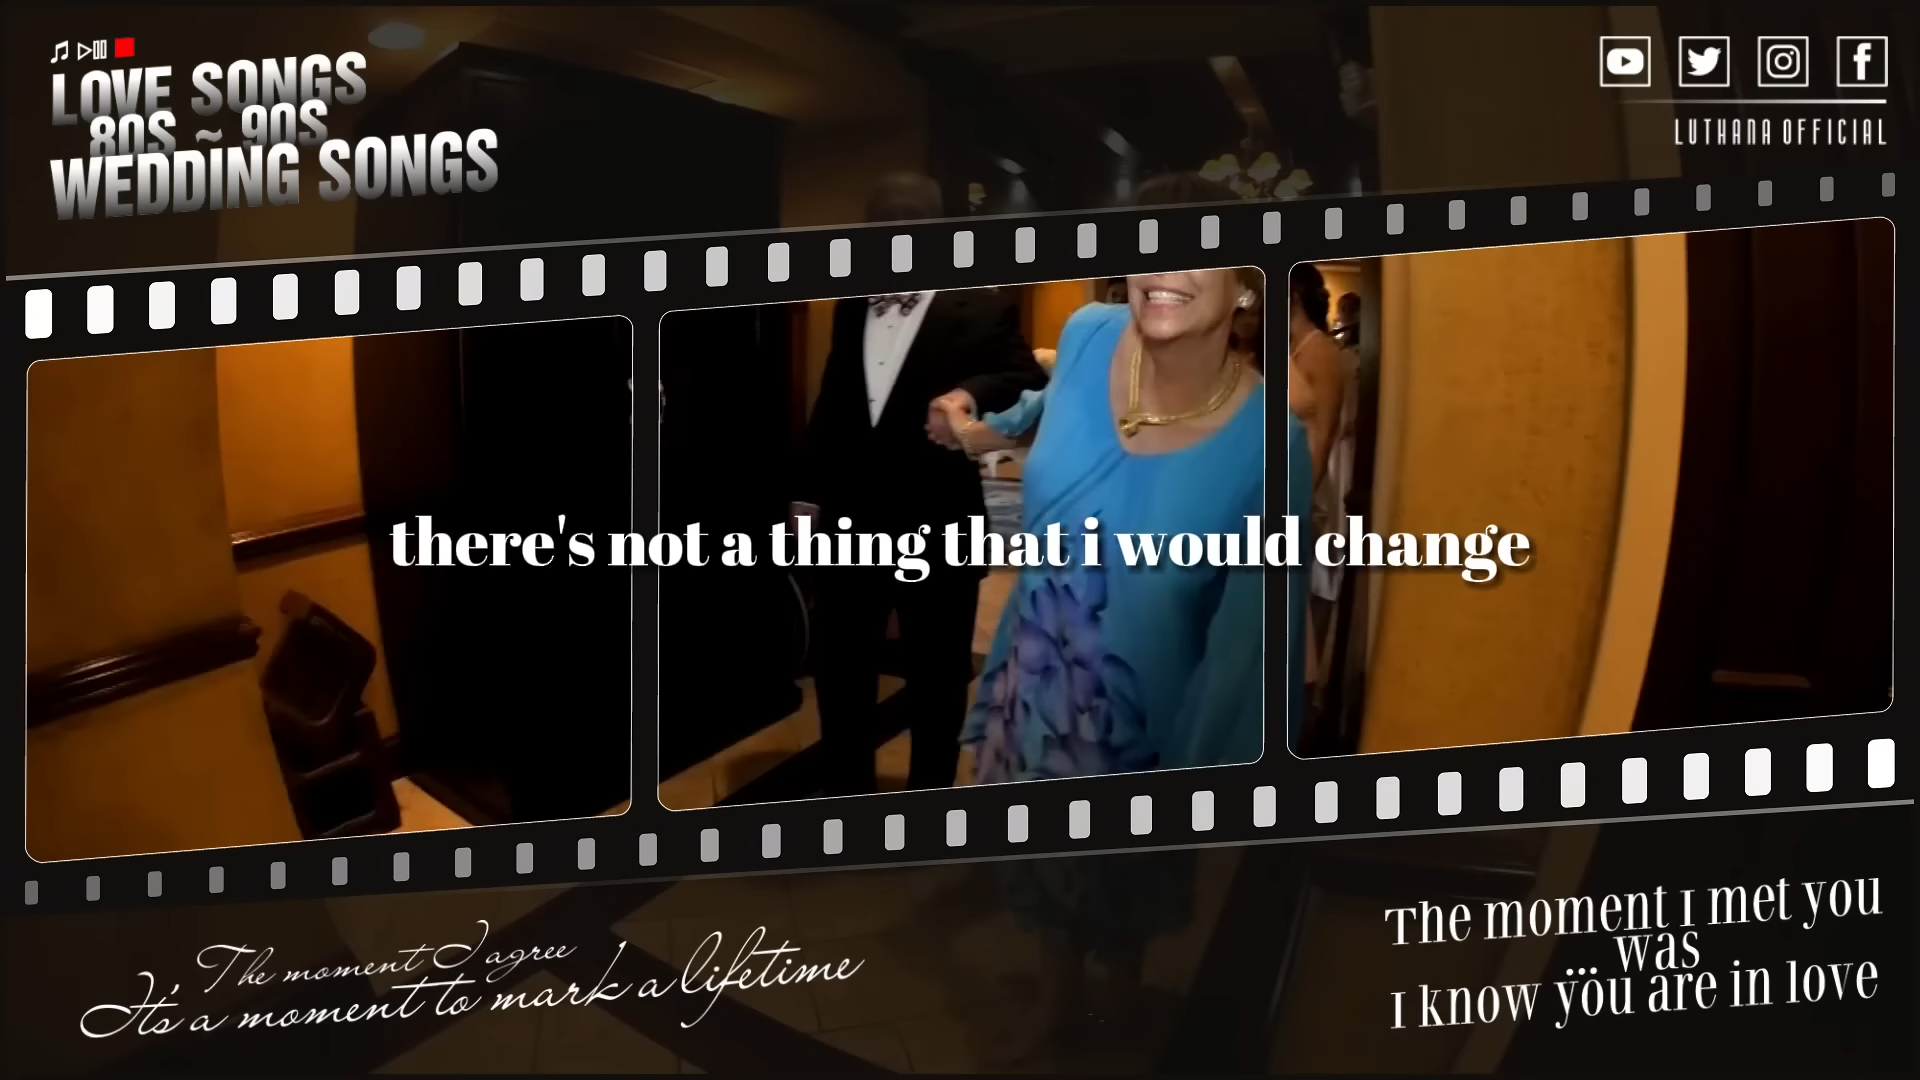 LOVE SONGS
80S ~ 90S
WEDDING SONGS
LUTHANA OFFICIAL
there's not a thing that i would change
The moment I agree
It's a moment to mark a lifetime
The moment I met you
was
I know you are in love